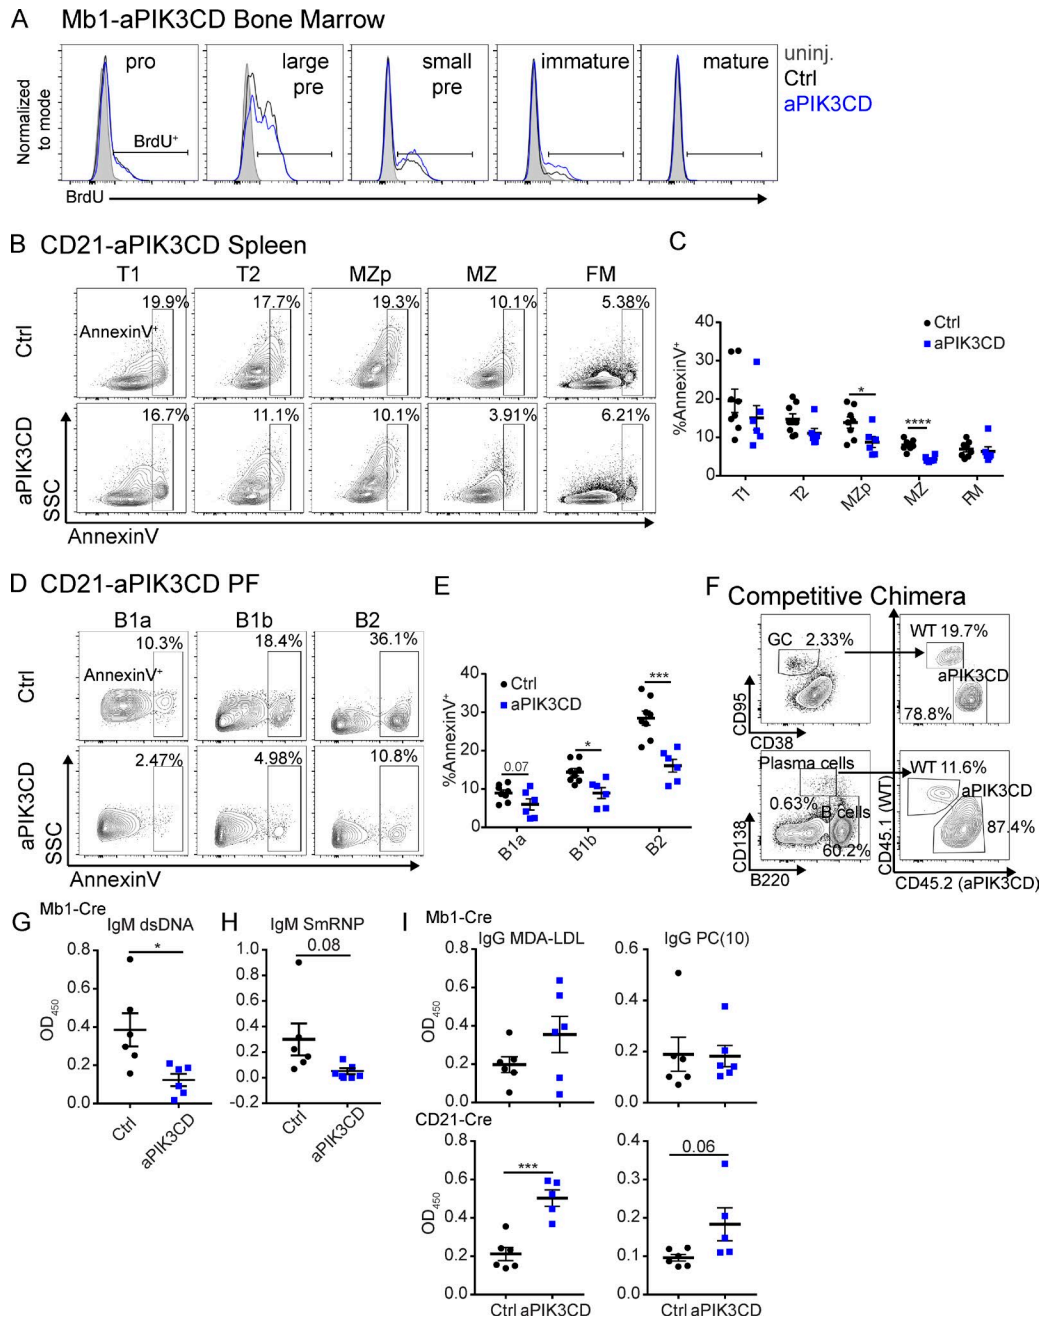 A Mb1-aPIK3CD Bone Marrow
Normalized
to mode
pro
large
pre
small
pre
immature
mature
uninj.
Ctrl
aPIK3CD
BrdU⁺
BrdU
B CD21-aPIK3CD Spleen
T1 T2 MZp MZ FM
Ctrl
19.9% 17.7% 19.3% 10.1% 5.38%
AnnexinV⁺
aPIK3CD
SSC
16.7% 11.1% 10.1% 3.91% 6.21%
AnnexinV
C
%AnnexinV⁺
40
30
20
10
0
Ctrl
aPIK3CD
*
****
T1 T2 MZp MZ FM
D CD21-aPIK3CD PF
B1a B1b B2
Ctrl
10.3% 18.4% 36.1%
AnnexinV⁺
aPIK3CD
SSC
2.47% 4.98% 10.8%
AnnexinV
E
%AnnexinV⁺
40
30
20
10
0
Ctrl
aPIK3CD
0.07
*
***
B1a B1b B2
F Competitive Chimera
GC 2.33%
CD95
CD38
WT 19.7%
aPIK3CD
78.8%
Plasma cells
0.63%
B cells
60.2%
CD138
B220
WT 11.6%
aPIK3CD
87.4%
CD45.1 (WT)
CD45.2 (aPIK3CD)
G Mb1-Cre
IgM dsDNA
*
OD₄₅₀
0.8
0.6
0.4
0.2
0.0
Ctrl aPIK3CD
H IgM SmRNP
0.08
1.0
0.8
0.6
0.4
0.2
0.0
-0.2
Ctrl aPIK3CD
I Mb1-Cre
IgG MDA-LDL
OD₄₅₀
0.8
0.6
0.4
0.2
0.0
IgG PC(10)
0.6
0.4
0.2
0.0
CD21-Cre
***
OD₄₅₀
0.8
0.6
0.4
0.2
0.0
Ctrl aPIK3CD
0.06
0.4
0.3
0.2
0.1
0.0
Ctrl aPIK3CD